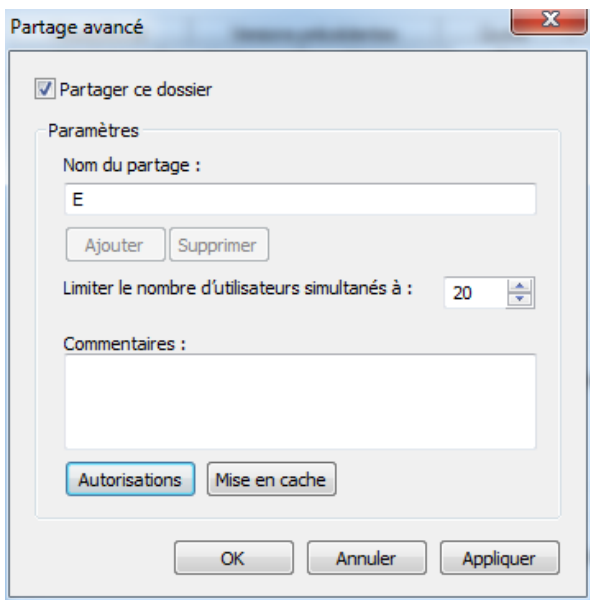 Partage avancé
Partager ce dossier
Paramètres
Nom du partage :
E
Ajouter Supprimer
Limiter le nombre d'utilisateurs simultanés à : 20
Commentaires :
Autorisations Mise en cache
OK Annuler Appliquer